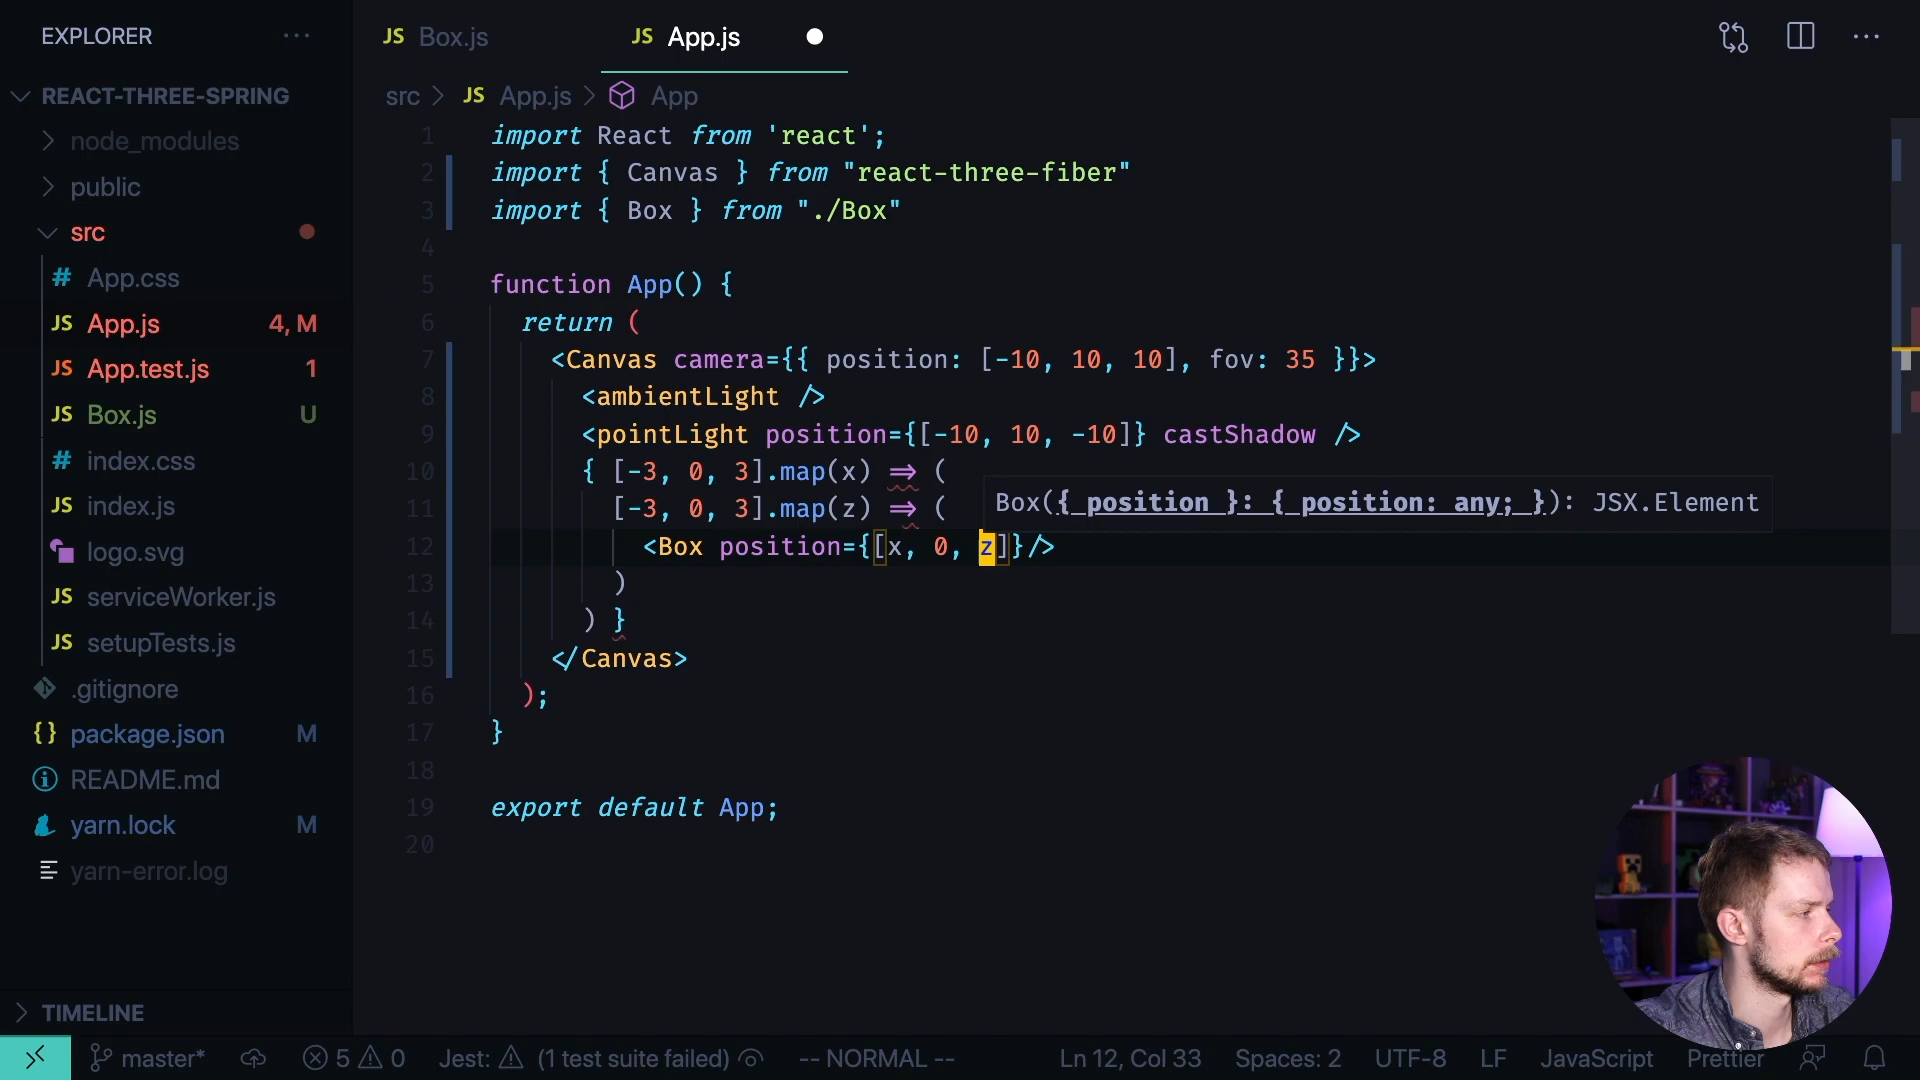 EXPLORER ···
REACT-THREE-SPRING
node_modules
public
src
# App.css
JS App.js 4, M
JS App.test.js 1
JS Box.js U
# index.css
JS index.js
logo.svg
JS serviceWorker.js
JS setupTests.js
.gitignore
{} package.json M
README.md
yarn.lock M
yarn-error.log
TIMELINE
JS Box.js
JS App.js
src > JS App.js > App
1 import React from 'react';
2 import { Canvas } from "react-three-fiber"
3 import { Box } from "./Box"
4
5 function App() {
6 return (
7 <Canvas camera={{ position: [-10, 10, 10], fov: 35 }}>
8 <ambientLight />
9 <pointLight position={[-10, 10, -10]} castShadow />
10 { [-3, 0, 3].map(x) => (
Box({ position }: { position: any; }): JSX.Element
11 [-3, 0, 3].map(z) => (
12 <Box position={[x, 0, z]}/>
13 )
14 ) }
15 </Canvas>
16 );
17 }
18
19 export default App;
20
master* 5 0 Jest: (1 test suite failed) -- NORMAL -- Ln 12, Col 33 Spaces: 2 UTF-8 LF JavaScript Prettier